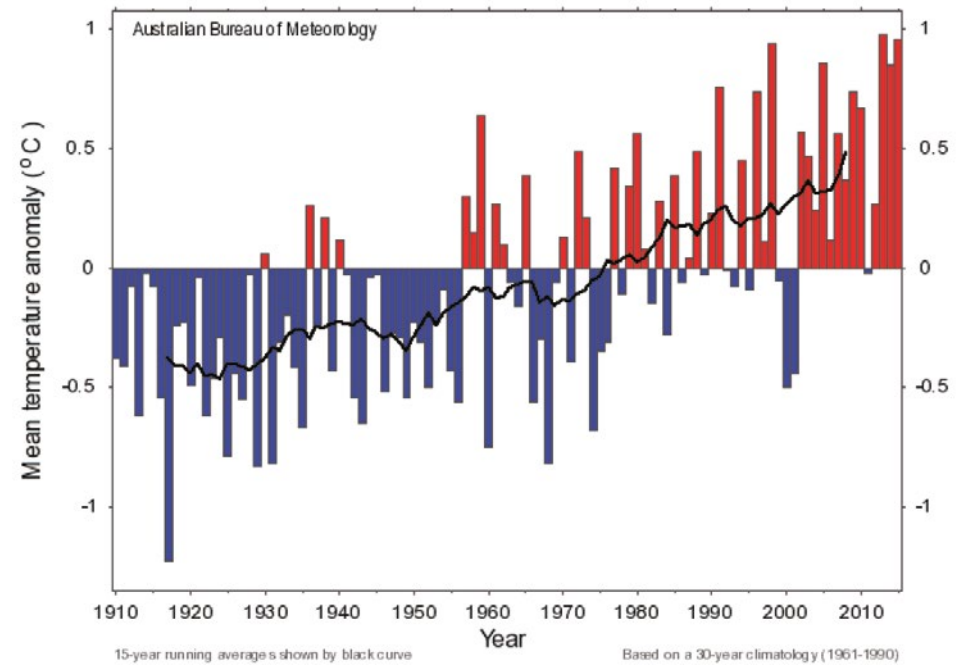 Australian Bureau of Meteorology
Mean temperature anomaly (°C )
1
0.5
0
-0.5
-1
1
0.5
0
-0.5
-1
1910 1920 1930 1940 1950 1960 1970 1980 1990 2000 2010
Year
15-year running averages shown by black curve
Based on a 30-year climatology (1961-1990)